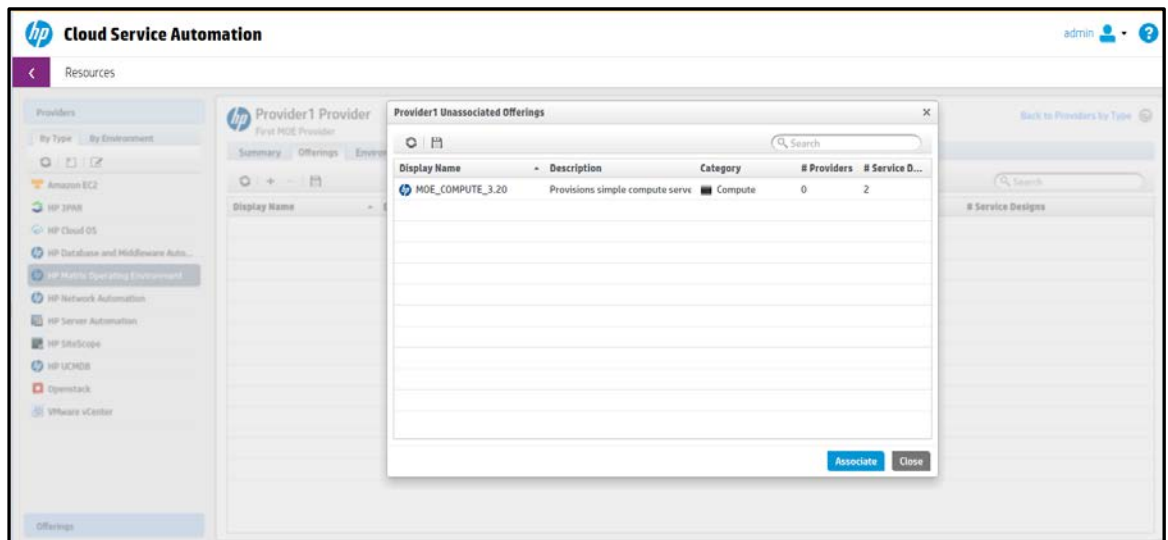 hp Cloud Service Automation admin
Resources
Providers
By Type By Environment
Amazon EC2
HP 3PAR
HP Cloud OS
HP Database and Middleware Auto...
HP Matrix Operating Environment
HP Network Automation
HP Server Automation
HP SiteScope
HP UCMDB
Openstack
VMware vCenter
Offerings
hp Provider1 Provider
First MOE Provider
Back to Providers by Type
Summary Offerings Environ
Search
Display Name # Service Designs
Provider1 Unassociated Offerings
Search
Display Name Description Category # Providers # Service D...
MOE_COMPUTE_3.20 Provisions simple compute serve Compute 0 2
Associate Close